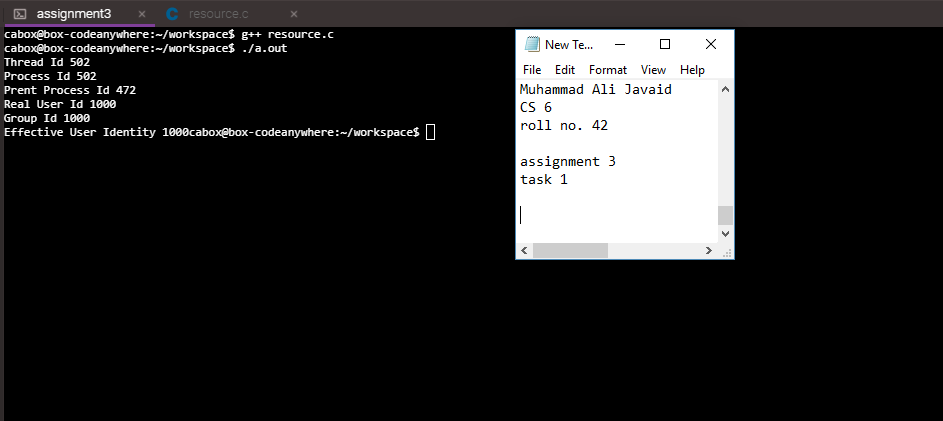 assignment3
resource.c
cabox@box-codeanywhere:~/workspace$ g++ resource.c
cabox@box-codeanywhere:~/workspace$ ./a.out
Thread Id 502
Process Id 502
Prent Process Id 472
Real User Id 1000
Group Id 1000
Effective User Identity 1000cabox@box-codeanywhere:~/workspace$
New Te...
File Edit Format View Help
Muhammad Ali Javaid
CS 6
roll no. 42
assignment 3
task 1